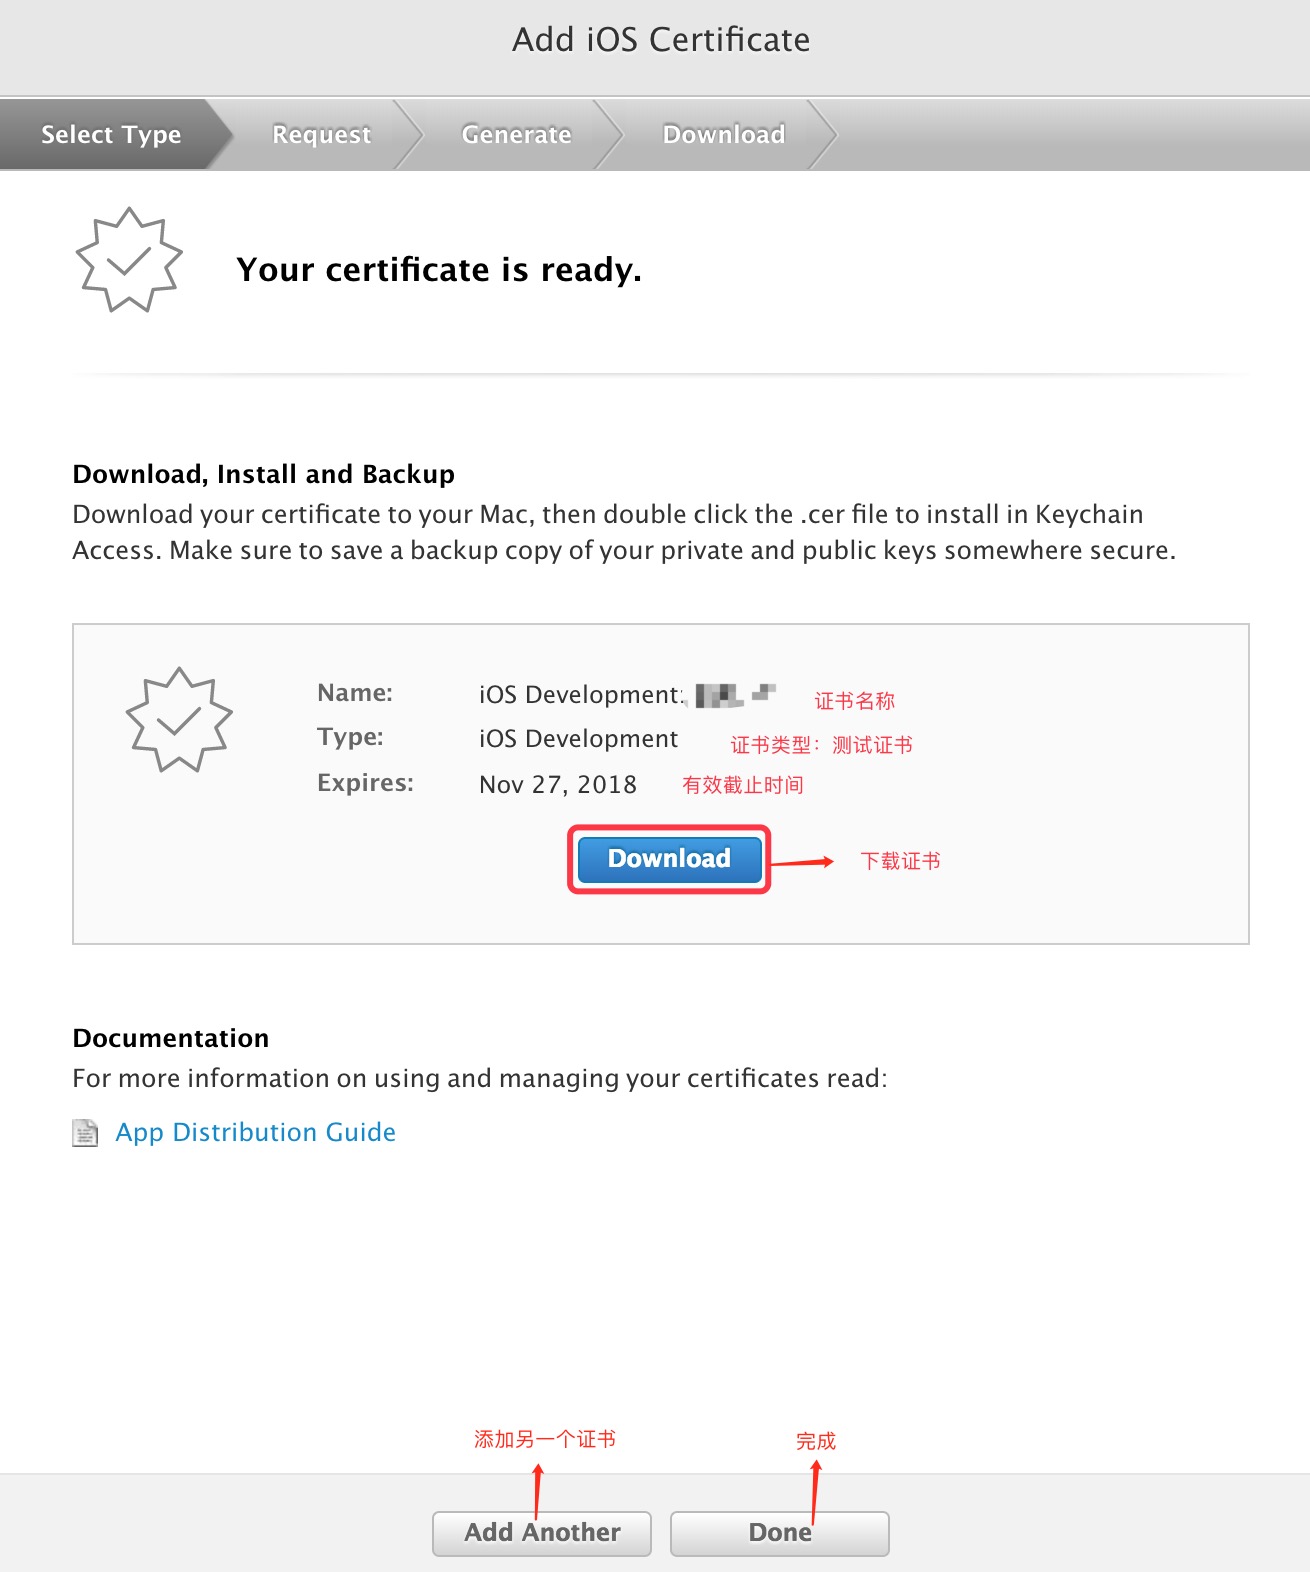 Add iOS Certificate
Select Type
Request
Generate
Download
Your certificate is ready.
Download, Install and Backup
Download your certificate to your Mac, then double click the .cer file to install in Keychain
Access. Make sure to save a backup copy of your private and public keys somewhere secure.
Name: iOS Development: 证书名称
Type: iOS Development 证书类型：测试证书
Expires: Nov 27, 2018 有效截止时间
Download 下载证书
Documentation
For more information on using and managing your certificates read:
App Distribution Guide
添加另一个证书 完成
Add Another Done